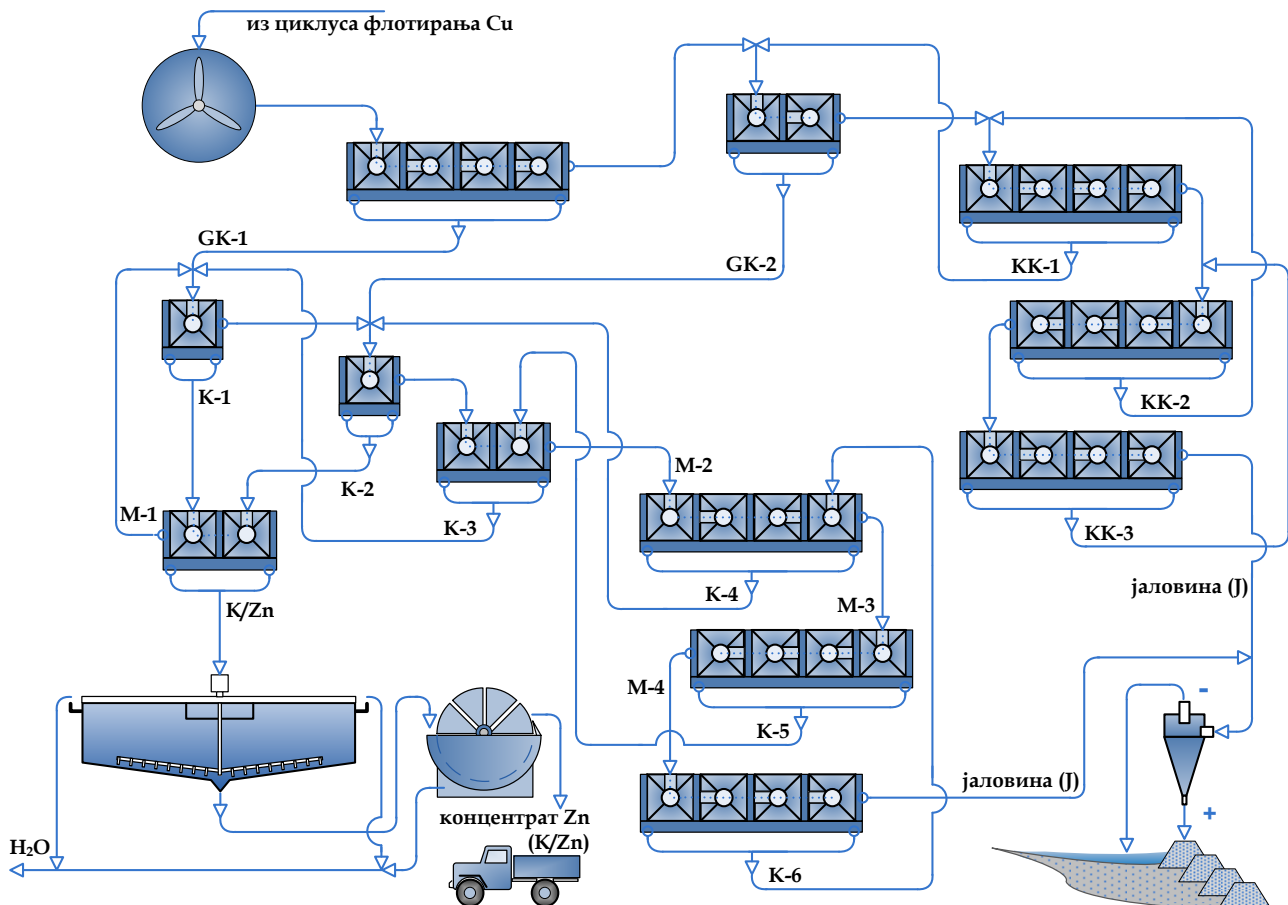 из циклуса флотирања Cu
GK-1
GK-2
KK-1
K-1
KK-2
K-2
M-2
M-1
K-3
KK-3
K-4
M-3
јаловина (J)
K/Zn
M-4
-
K-5
јаловина (J)
+
концентрат Zn
(K/Zn)
H₂O
K-6